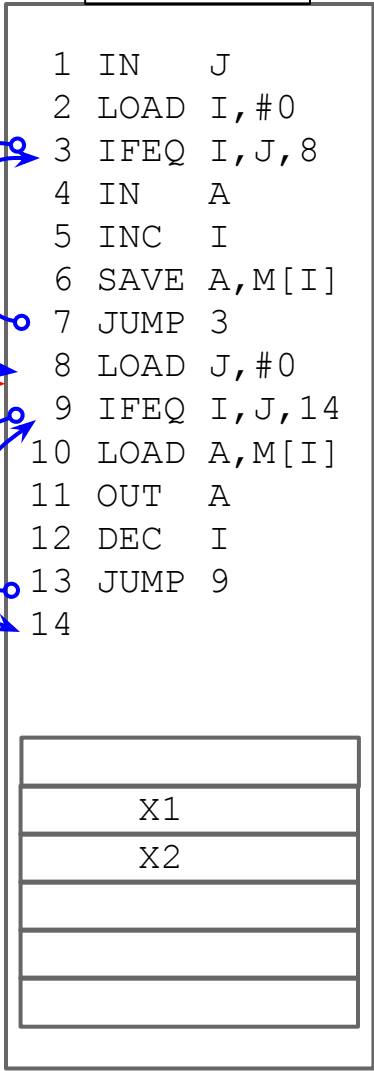 1 IN J
2 LOAD I,#0
3 IFEQ I,J,8
4 IN A
5 INC I
6 SAVE A,M[I]
7 JUMP 3
8 LOAD J,#0
9 IFEQ I,J,14
10 LOAD A,M[I]
11 OUT A
12 DEC I
13 JUMP 9
14
X1
X2